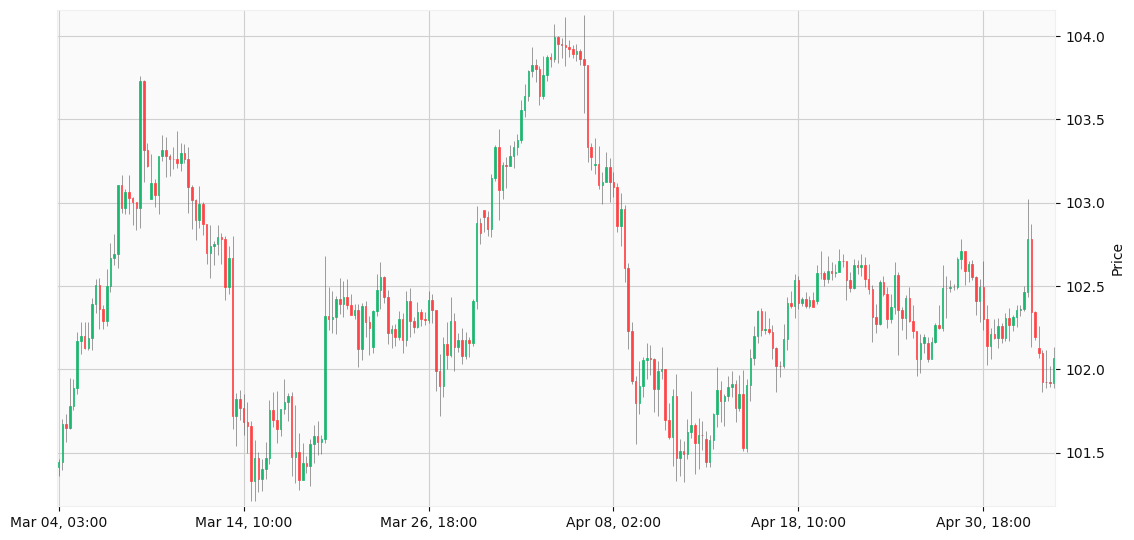 104.0
103.5
103.0
102.5
102.0
101.5
Price
Mar 04, 03:00
Mar 14, 10:00
Mar 26, 18:00
Apr 08, 02:00
Apr 18, 10:00
Apr 30, 18:00